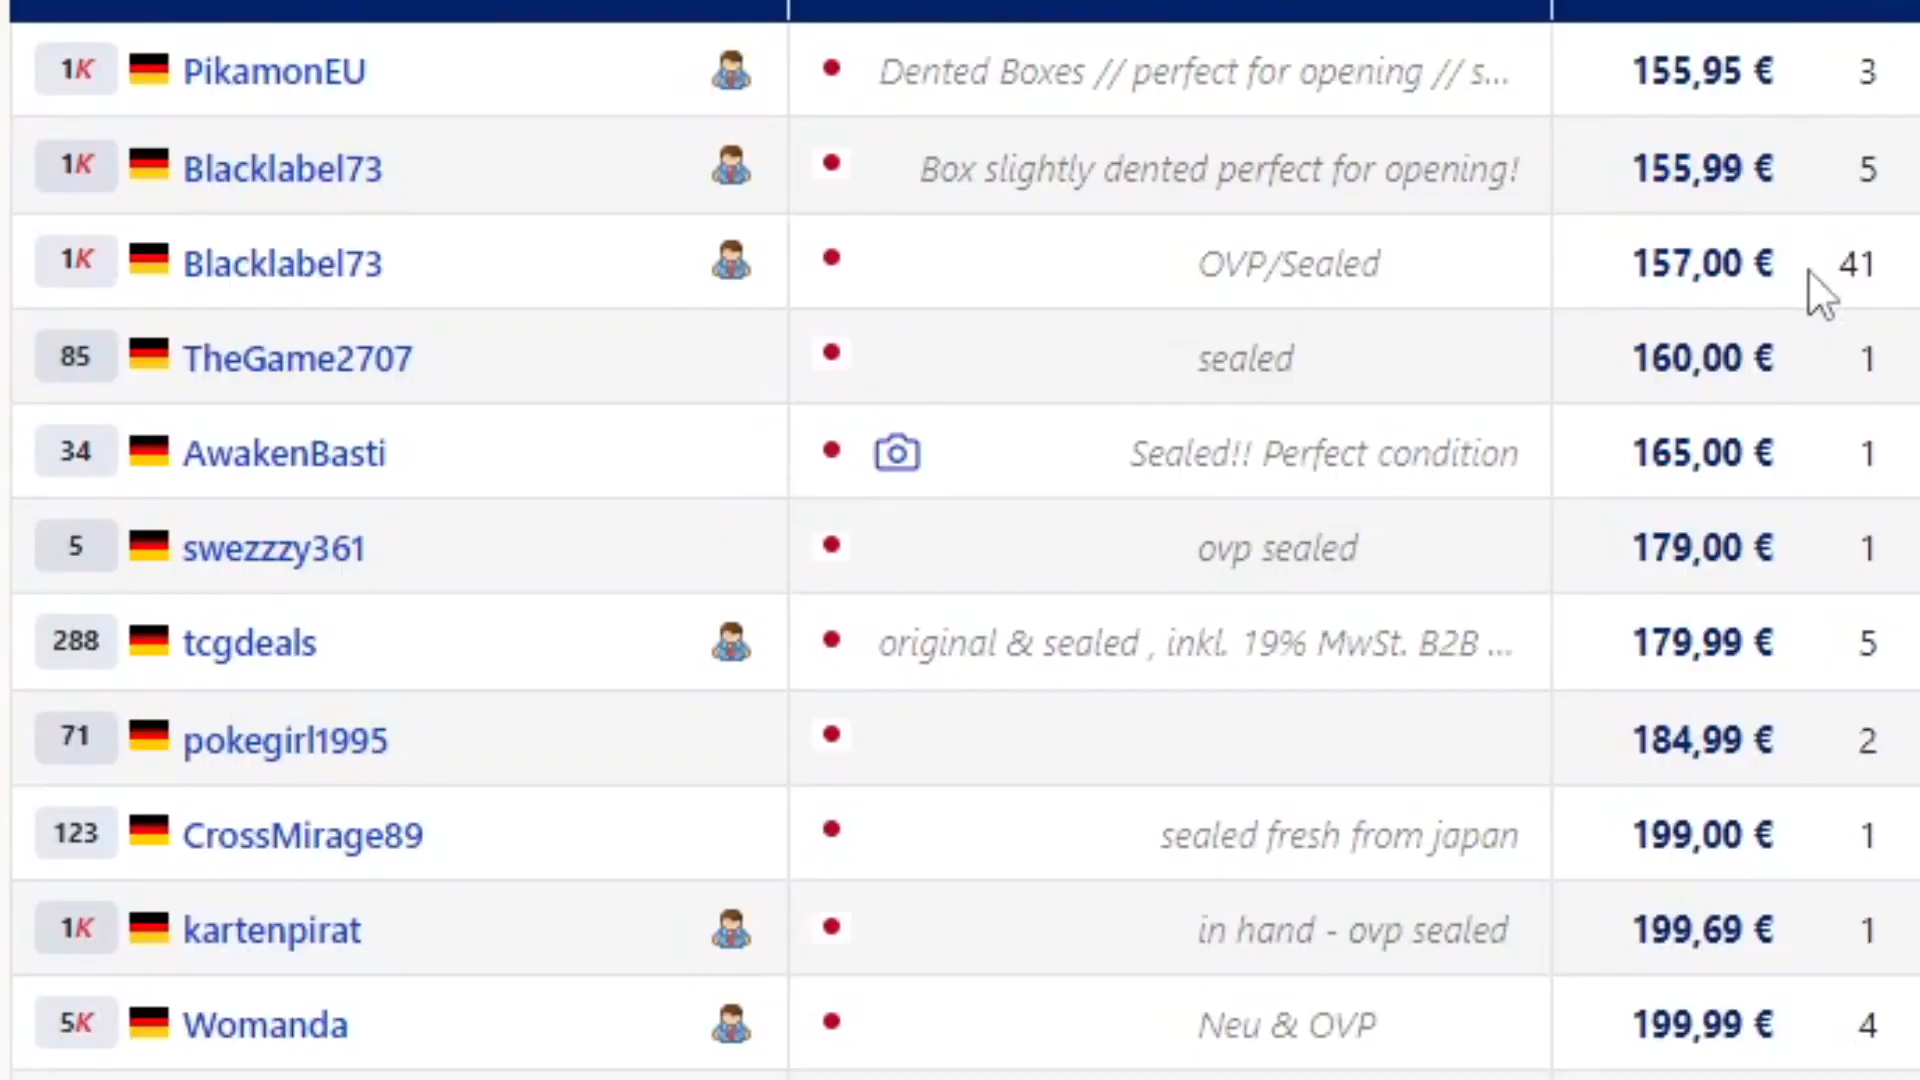 1K PikamonEU Dented Boxes // perfect for opening // s... 155,95 € 3
1K Blacklabel73 Box slightly dented perfect for opening! 155,99 € 5
1K Blacklabel73 OVP/Sealed 157,00 € 41
85 TheGame2707 sealed 160,00 € 1
34 AwakenBasti Sealed!! Perfect condition 165,00 € 1
5 swezzzy361 ovp sealed 179,00 € 1
288 tcgdeals original & sealed , inkl. 19% MwSt. B2B ... 179,99 € 5
71 pokegirl1995 184,99 € 2
123 CrossMirage89 sealed fresh from japan 199,00 € 1
1K kartenpirat in hand - ovp sealed 199,69 € 1
5K Womanda Neu & OVP 199,99 € 4